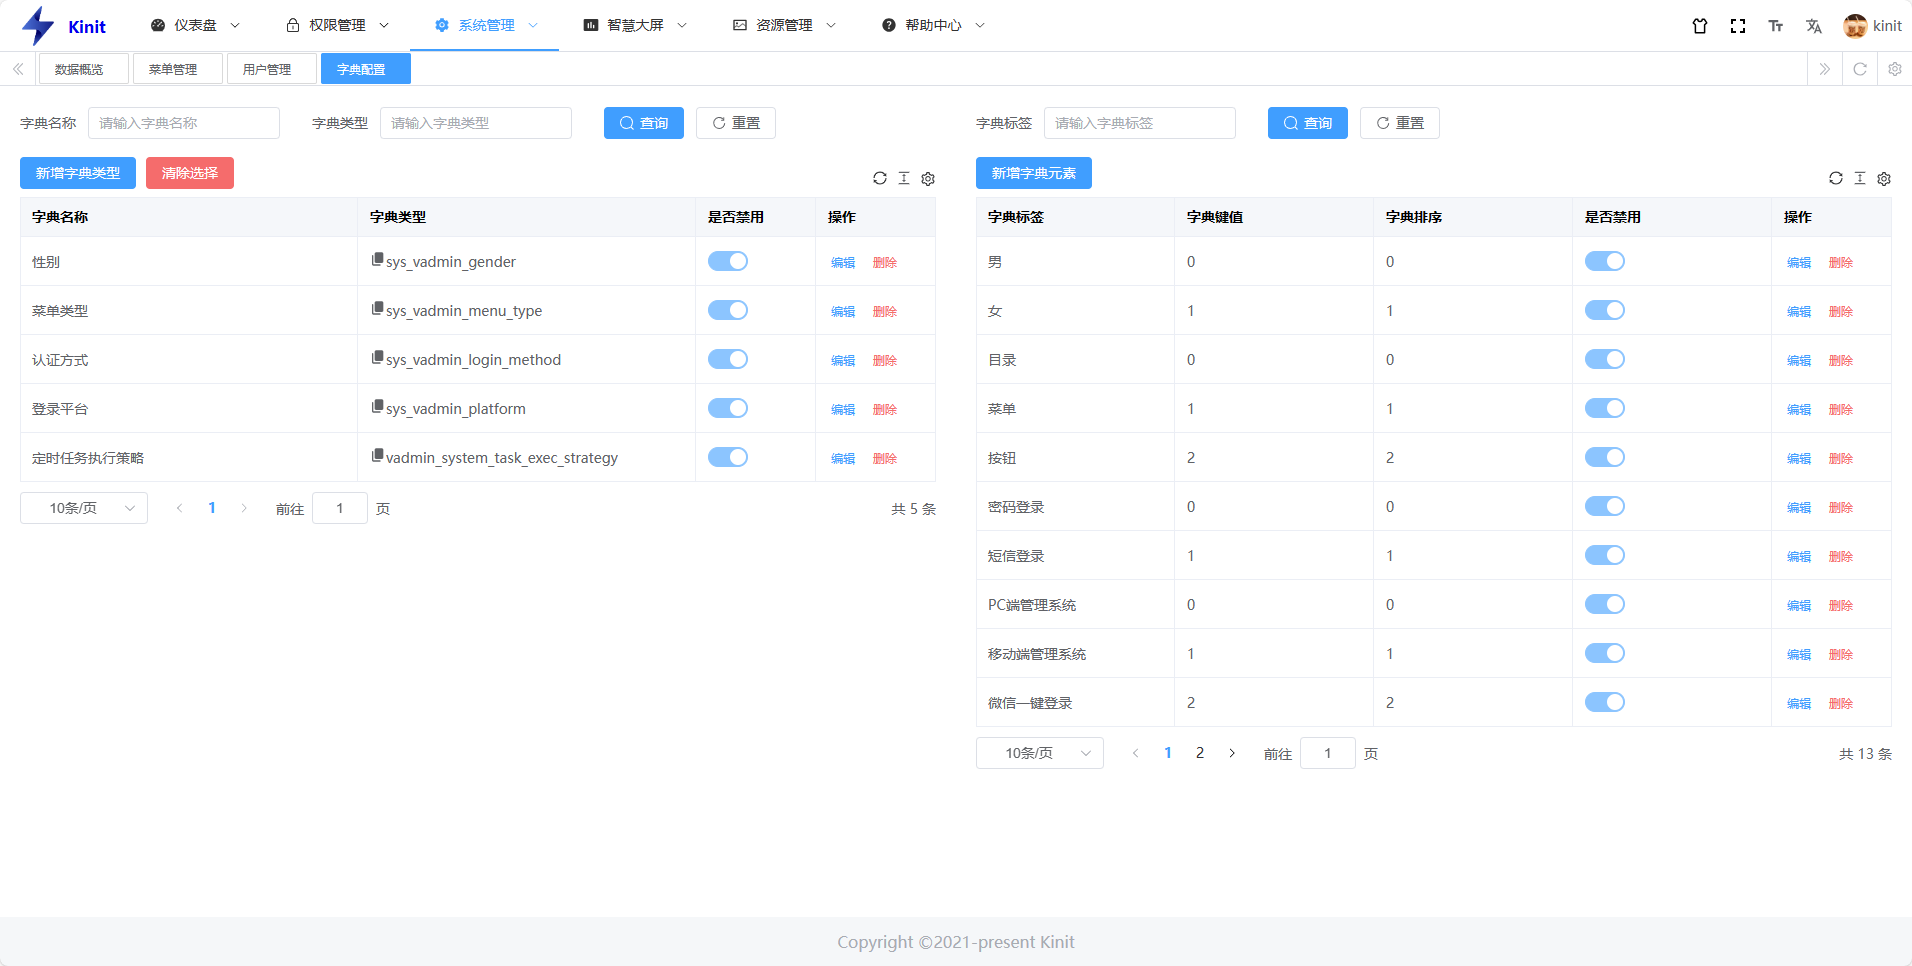 Kinit 仪表盘 权限管理 系统管理 智慧大屏 资源管理 帮助中心 kinit
数据概览 菜单管理 用户管理 字典配置
字典名称 请输入字典名称 字典类型 请输入字典类型 查询 重置
新增字典类型 清除选择
字典名称 字典类型 是否禁用 操作
性别 sys_vadmin_gender 编辑 删除
菜单类型 sys_vadmin_menu_type 编辑 删除
认证方式 sys_vadmin_login_method 编辑 删除
登录平台 sys_vadmin_platform 编辑 删除
定时任务执行策略 vadmin_system_task_exec_strategy 编辑 删除
10条/页 1 前往 1 页 共 5 条
字典标签 请输入字典标签 查询 重置
新增字典元素
字典标签 字典键值 字典排序 是否禁用 操作
男 0 0 编辑 删除
女 1 1 编辑 删除
目录 0 0 编辑 删除
菜单 1 1 编辑 删除
按钮 2 2 编辑 删除
密码登录 0 0 编辑 删除
短信登录 1 1 编辑 删除
PC端管理系统 0 0 编辑 删除
移动端管理系统 1 1 编辑 删除
微信一键登录 2 2 编辑 删除
10条/页 1 2 前往 1 页 共 13 条
Copyright ©2021-present Kinit